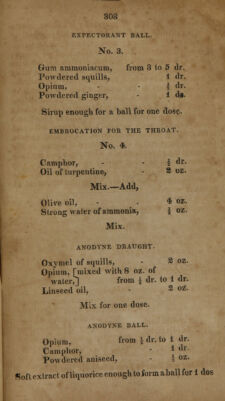 303
EXPECTORANT BALL.
No. 3.
Gum ammoniacum, from 3 to 5 dr.
Powdered squills, - 1 dr.
Opium, - - ½ dr.
Powdered ginger, - 1 ds.
Sirup enough for a ball for one dose.
EMBROCATION FOR THE THROAT.
No. 4.
Camphor, - - ½ dr.
Oil of turpentine, - 2 oz.
Mix.—Add,
Olive oil, - - 4 oz.
Strong water of ammonia, ½ oz.
Mix.
ANODYNE DRAUGHT.
Oxymel of squills, - 2 oz.
Opium, [mixed with 8 oz. of
water,] from ½ dr. to 1 dr.
Linseed oil, - 2 oz.
Mix for one dose.
ANODYNE BALL.
Opium, from ½ dr. to 1 dr.
Camphor, - 1 dr.
Powdered aniseed, - ½ oz.
Soft extract of liquorice enough to form a ball for 1 dos